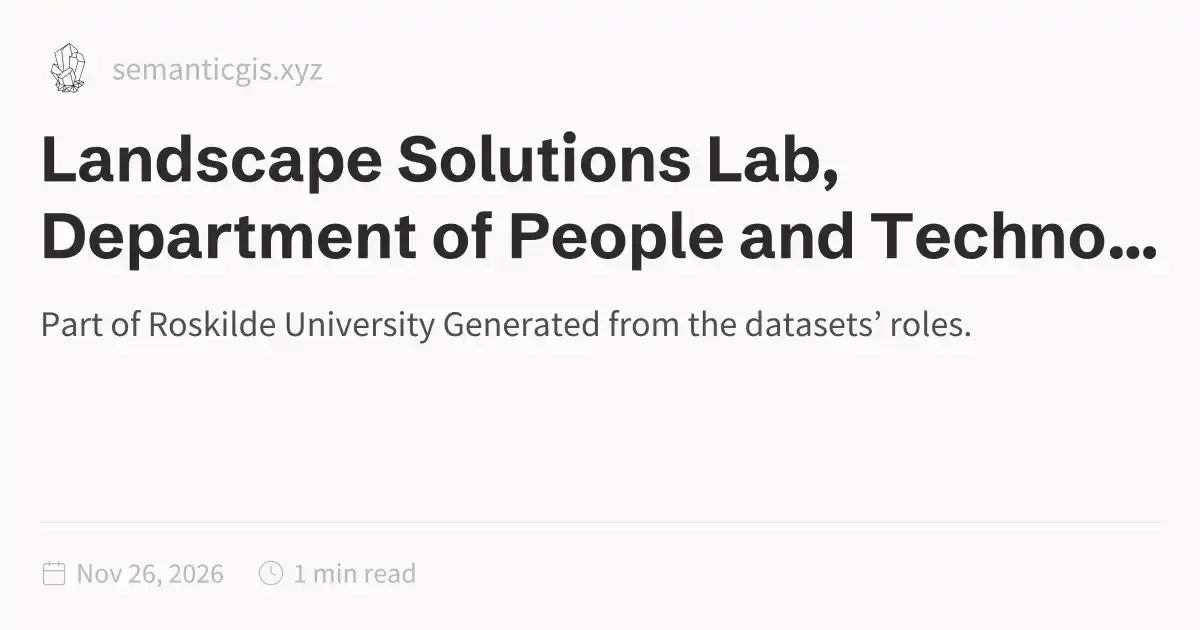 semanticgis.xyz
Landscape Solutions Lab,
Department of People and Techno...
Part of Roskilde University Generated from the datasets’ roles.
Nov 26, 2026 1 min read